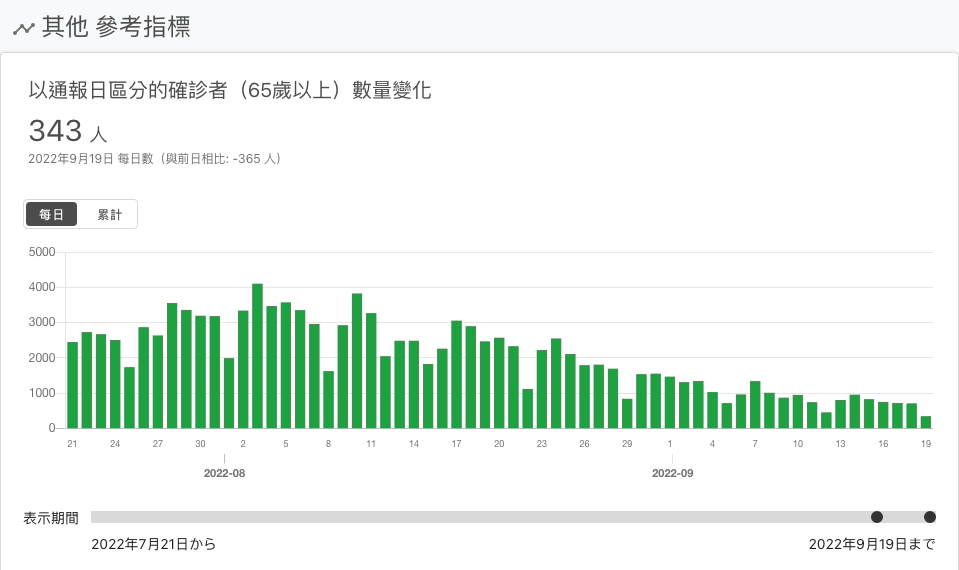 其他 參考指標
以通報日區分的確診者（65歲以上）數量變化
343 人
2022年9月19日 每日數（與前日相比: -365 人）
每日 累計
5000
4000
3000
2000
1000
0
21 24 27 30 2 5 8 11 14 17 20 23 26 29 1 4 7 10 13 16 19
2022-08 2022-09
表示期間
2022年7月21日から 2022年9月19日まで